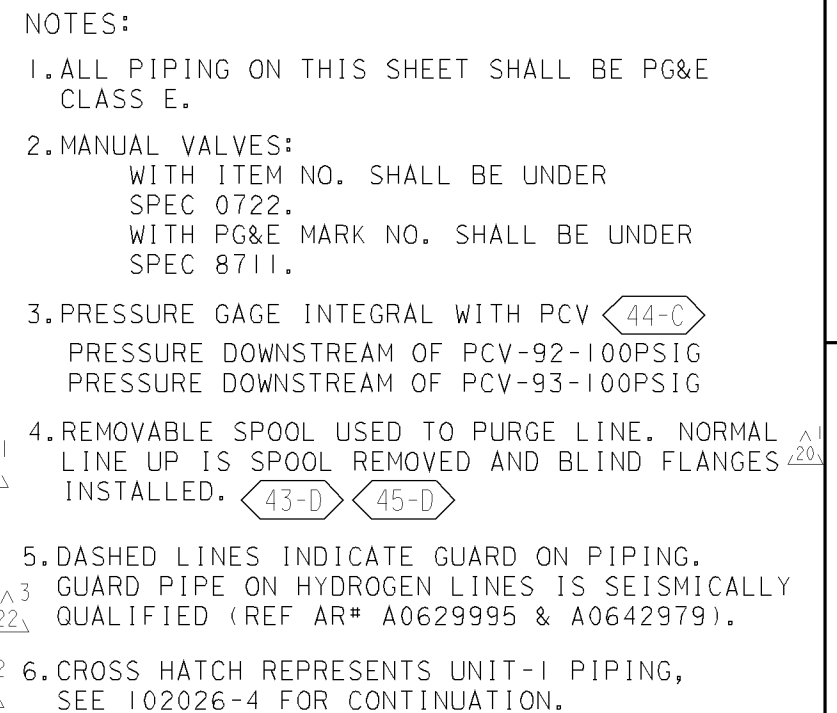 NOTES:
1. ALL PIPING ON THIS SHEET SHALL BE PG&E
CLASS E.
2. MANUAL VALVES:
WITH ITEM NO. SHALL BE UNDER
SPEC 0722.
WITH PG&E MARK NO. SHALL BE UNDER
SPEC 8711.
3. PRESSURE GAGE INTEGRAL WITH PCV 44-C
PRESSURE DOWNSTREAM OF PCV-92-100PSIG
PRESSURE DOWNSTREAM OF PCV-93-100PSIG
4. REMOVABLE SPOOL USED TO PURGE LINE. NORMAL 1
LINE UP IS SPOOL REMOVED AND BLIND FLANGES 20
INSTALLED. 43-D 45-D
5. DASHED LINES INDICATE GUARD ON PIPING.
3 GUARD PIPE ON HYDROGEN LINES IS SEISMICALLY
22 QUALIFIED (REF AR# A0629995 & A0642979).
2 6. CROSS HATCH REPRESENTS UNIT-1 PIPING,
SEE 102026-4 FOR CONTINUATION.